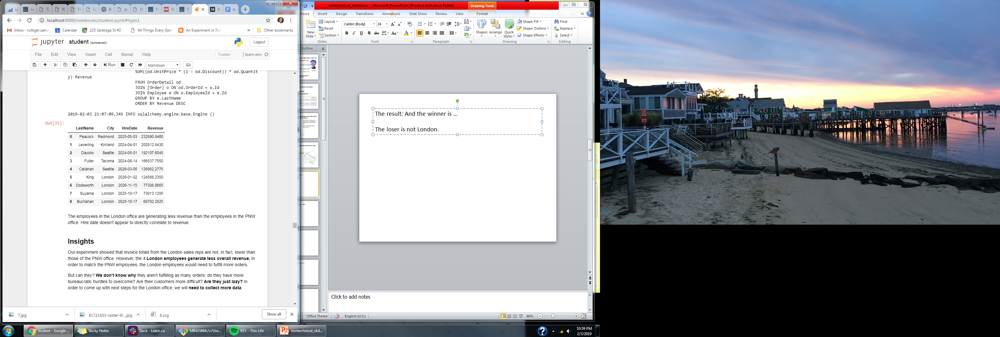 localhost:8888/notebooks/student.ipynb#hypo1
Inbox - ruttiger.samp
Calendar
225 Saratoga St #2 -
64 Things Every Geek
An Experiment in Tru
»
Other bookmarks
jupyter student (autosaved)
Logout
File Edit View Insert Cell Kernel Help
Trusted
learn-env
Run
Markdown
SUM((od.UnitPrice * (1 - od.Discount)) * od.Quantit
y) Revenue
FROM OrderDetail od
JOIN [Order] o ON od.OrderId = o.Id
JOIN Employee e ON o.EmployeeId = e.Id
GROUP BY e.LastName
ORDER BY Revenue DESC
2019-02-03 21:07:09,345 INFO sqlalchemy.engine.base.Engine ()
Out[33]:
LastName City HireDate Revenue
0 Peacock Redmond 2025-05-03 232890.8460
1 Leverling Kirkland 2024-04-01 202812.8430
2 Davolio Seattle 2024-05-01 192107.6045
3 Fuller Tacoma 2024-08-14 166537.7550
4 Callahan Seattle 2026-03-05 126862.2775
5 King London 2026-01-02 124568.2350
6 Dodsworth London 2026-11-15 77308.0665
7 Suyama London 2025-10-17 73913.1295
8 Buchanan London 2025-10-17 68792.2825
The employees in the London office are generating less revenue than the employees in the PNW
office. Hire date doesn't appear to directly correlate to revenue.
Insights
Our experiment showed that invoice totals from the London sales reps are not, in fact, lower than
those of the PNW office. However, the 4 London employees generate less overall revenue. In
order to match the PNW employees, the London employees would need to fulfill more orders.
But can they? We don't know why they aren't fulfilling as many orders: do they have more
bureaucratic hurdles to overcome? Are their customers more difficult? Are they just lazy? In
order to come up with next steps for the London office, we will need to collect more data.
7.jpg
81721653-raster-ill....jpg
6.svg
Show all
nontechnical_slideshow - Microsoft PowerPoint (Product Activation Failed)
Drawing Tools
Home Insert Design Transitions Animations Slide Show Review View Format
New
Slide
Layout
Reset
Section
Slides
Calibri (Body)
24
B I U S abc AV Aa A
Font
Paragraph
Shapes
Arrange
Quick
Styles
Shape Fill
Shape Outline
Shape Effects
Drawing
Find
Replace
Select
Editing
Outline
The result: And the winner is ...
The loser is not London.
Click to add notes
"Office Theme"
English (U.S.)
66%
student - Google ...
Sticky Notes
Slack - Learn.co
MINGW64:/c/Use...
KEY - This Life
nontechnical_slid...
10:59 PM
2/3/2019